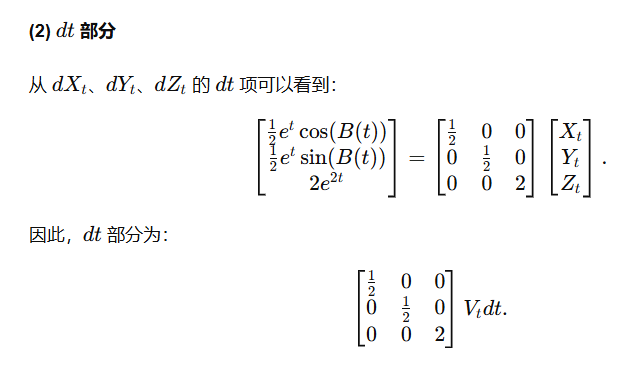 (2) $dt$ 部分
从 $dX_t$、$dY_t$、$dZ_t$ 的 $dt$ 项可以看到：
$$\begin{bmatrix} \frac{1}{2}e^t \cos(B(t)) \\ \frac{1}{2}e^t \sin(B(t)) \\ 2e^{2t} \end{bmatrix} = \begin{bmatrix} \frac{1}{2} & 0 & 0 \\ 0 & \frac{1}{2} & 0 \\ 0 & 0 & 2 \end{bmatrix} \begin{bmatrix} X_t \\ Y_t \\ Z_t \end{bmatrix}.$$
因此，$dt$ 部分为：
$$\begin{bmatrix} \frac{1}{2} & 0 & 0 \\ 0 & \frac{1}{2} & 0 \\ 0 & 0 & 2 \end{bmatrix} V_t dt.$$